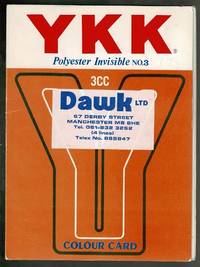 YKK
®
Polyester Invisible NO.3
3CC
Dawk LTD
67 DERBY STREET
MANCHESTER M8 8HE
Tel. 061-832 3252
(4 lines)
Telex No. 665647
COLOUR CARD